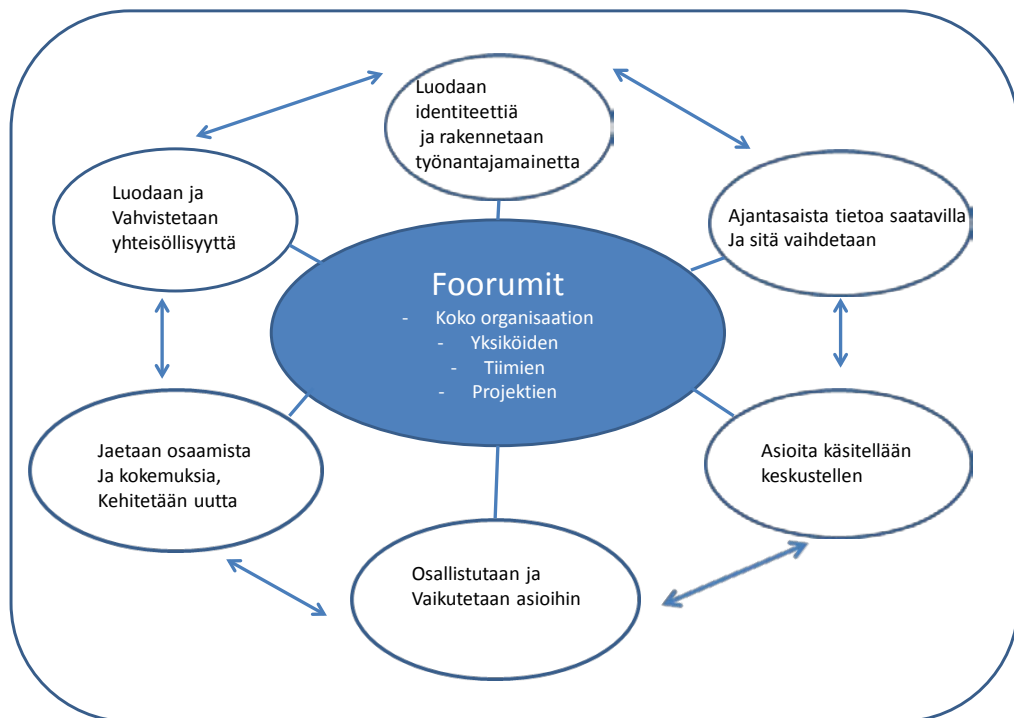 Luodaan
identiteettiä
ja rakennetaan
työnantajamainetta
Luodaan ja
Vahvistetaan
yhteisöllisyyttä
Ajantasaista tietoa saatavilla
Ja sitä vaihdetaan
Foorumit
- Koko organisaation
- Yksiköiden
- Tiimien
- Projektien
Jaetaan osaamista
Ja kokemuksia,
Kehitetään uutta
Asioita käsitellään
keskustellen
Osallistutaan ja
Vaikutetaan asioihin